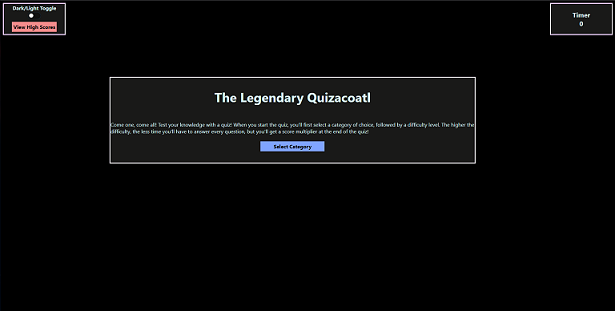 Dark/Light Toggle
View High Scores
Timer
0
The Legendary Quizacoatl
Come one, come all! Test your knowledge with a quiz! When you start the quiz, you'll first select a category of choice, followed by a difficulty level. The higher the
difficulty, the less time you'll have to answer every question, but you'll get a score multiplier at the end of the quiz!
Select Category